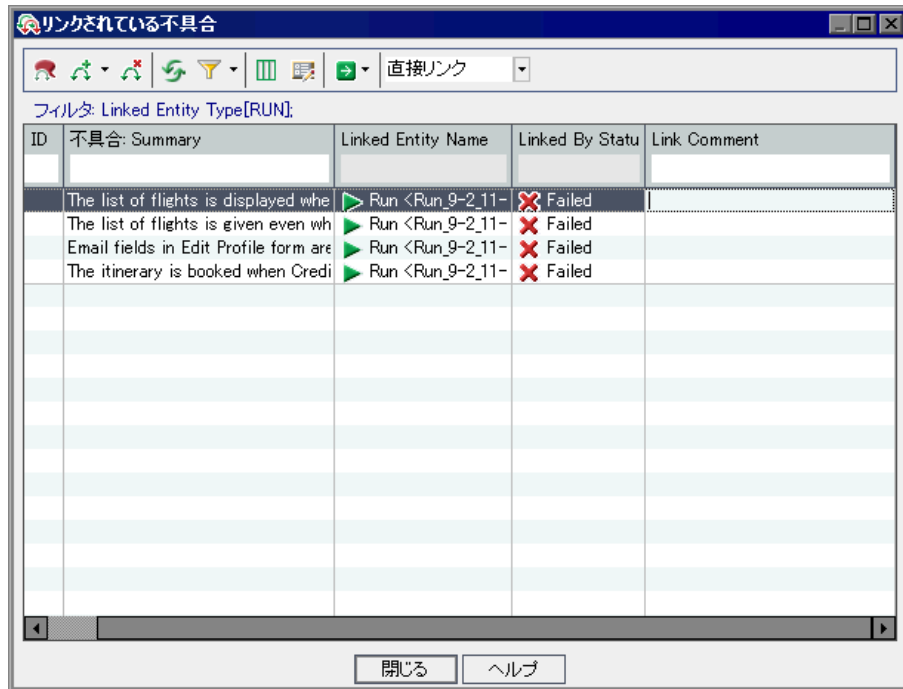 リンクされている不具合
直接リンク
フィルタ: Linked Entity Type[RUN];
ID 不具合: Summary Linked Entity Name Linked By Statu Link Comment
The list of flights is displayed whe Run <Run_9-2_11- Failed
The list of flights is given even wh Run <Run_9-2_11- Failed
Email fields in Edit Profile form are Run <Run_9-2_11- Failed
The itinerary is booked when Credi Run <Run_9-2_11- Failed
閉じる ヘルプ